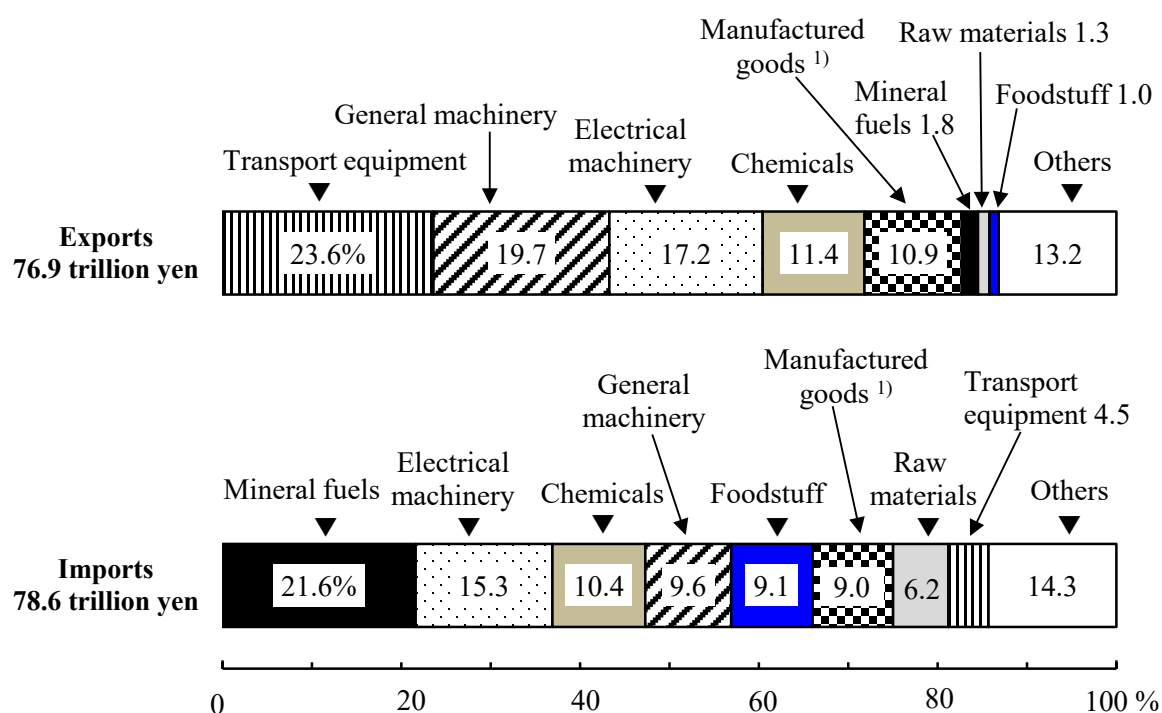 Manufactured
goods 1)
Raw materials 1.3
Mineral
fuels 1.8
Foodstuff 1.0
General machinery
Electrical
machinery
Transport equipment
Chemicals
Others
Exports
76.9 trillion yen
23.6%
19.7
17.2
11.4
10.9
13.2
Manufactured
goods 1)
General
machinery
Transport
equipment 4.5
Electrical
machinery
Raw
materials
Mineral fuels
Chemicals
Foodstuff
Others
Imports
78.6 trillion yen
21.6%
15.3
10.4
9.6
9.1
9.0
6.2
14.3
0
20
40
60
80
100 %